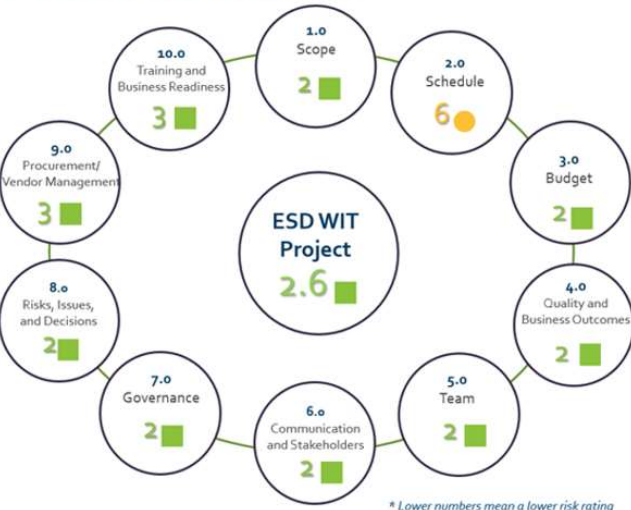 1.0
Scope
2
2.0
Schedule
6
3.0
Budget
2
4.0
Quality and
Business Outcomes
2
5.0
Team
2
6.0
Communication
and Stakeholders
2
7.0
Governance
2
8.0
Risks, Issues,
and Decisions
2
9.0
Procurement/
Vendor Management
3
10.0
Training and
Business Readiness
3
ESD WIT
Project
2.6
* Lower numbers mean a lower risk rating